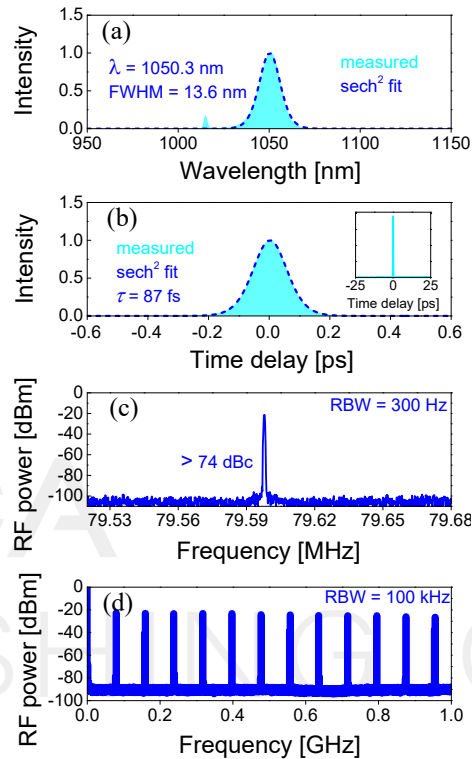 1.5
1.0
0.5
0.0
Intensity
(a)
λ = 1050.3 nm
FWHM = 13.6 nm
measured
sech² fit
950 1000 1050 1100 1150
Wavelength [nm]
1.5
1.0
0.5
0.0
Intensity
(b)
measured
sech² fit
τ = 87 fs
-25 0 25
Time delay [ps]
-0.6 -0.4 -0.2 0.0 0.2 0.4 0.6
Time delay [ps]
0
-20
-40
-60
-80
-100
RF power [dBm]
(c)
RBW = 300 Hz
> 74 dBc
79.53 79.56 79.59 79.62 79.65 79.68
Frequency [MHz]
0
-20
-40
-60
-80
-100
RF power [dBm]
(d)
RBW = 100 kHz
0.0 0.2 0.4 0.6 0.8 1.0
Frequency [GHz]